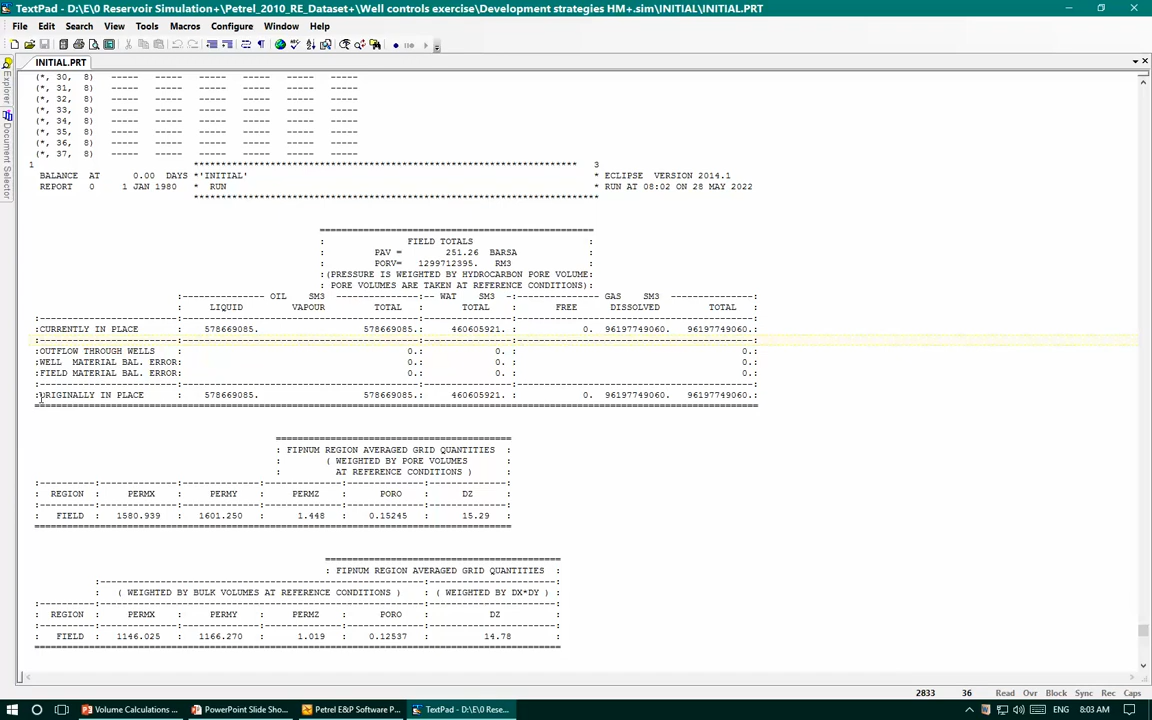 TextPad - D:\E\0 Reservoir Simulation+\Petrel_2010_RE_Dataset+\Well controls exercise\Development strategies HM+.sim\INITIAL\INITIAL.PRT
File Edit Search View Tools Macros Configure Window Help
INITIAL.PRT
Explorer
Document Selector
(*, 30, 8) ----- ----- ----- ----- -----
(*, 31, 8) ----- ----- ----- ----- -----
(*, 32, 8) ----- ----- ----- ----- -----
(*, 33, 8) ----- ----- ----- ----- -----
(*, 34, 8) ----- ----- ----- ----- -----
(*, 35, 8) ----- ----- ----- ----- -----
(*, 36, 8) ----- ----- ----- ----- -----
(*, 37, 8) ----- ----- ----- ----- -----
1 ********************************************************************** 3
BALANCE AT 0.00 DAYS *'INITIAL' * ECLIPSE VERSION 2014.1
REPORT 0 1 JAN 1980 * RUN * RUN AT 08:02 ON 28 MAY 2022
**************************************************************************
=================================================
: FIELD TOTALS :
: PAV = 251.26 BARSA :
: PORV= 1299712395. RM3 :
:(PRESSURE IS WEIGHTED BY HYDROCARBON PORE VOLUME:
: PORE VOLUMES ARE TAKEN AT REFERENCE CONDITIONS):
:--------------- OIL SM3 ---------------:-- WAT SM3 -:--------------- GAS SM3 ---------------:
: LIQUID VAPOUR TOTAL : TOTAL : FREE DISSOLVED TOTAL :
:CURRENTLY IN PLACE : 578669085. 578669085.: 460605921. : 0. 96197749060. 96197749060.:
:OUTFLOW THROUGH WELLS : 0.: 0. : 0.:
:WELL MATERIAL BAL. ERROR: 0.: 0. : 0.:
:FIELD MATERIAL BAL. ERROR: 0.: 0. : 0.:
:ORIGINALLY IN PLACE : 578669085. 578669085.: 460605921. : 0. 96197749060. 96197749060.:
: FIPNUM REGION AVERAGED GRID QUANTITIES :
: ( WEIGHTED BY PORE VOLUMES :
: AT REFERENCE CONDITIONS ) :
: REGION : PERMX : PERMY : PERMZ : PORO : DZ :
: FIELD : 1580.939 : 1601.250 : 1.448 : 0.15245 : 15.29 :
: FIPNUM REGION AVERAGED GRID QUANTITIES :
: ( WEIGHTED BY BULK VOLUMES AT REFERENCE CONDITIONS ) : ( WEIGHTED BY DX*DY ) :
: REGION : PERMX : PERMY : PERMZ : PORO : DZ :
: FIELD : 1146.025 : 1166.270 : 1.019 : 0.12537 : 14.78 :
2833 36 Read Ovr Block Sync Rec Caps
Volume Calculations ... PowerPoint Slide Sho... Petrel E&P Software P... TextPad - D:\E\0 Rese... ENG 8:03 AM